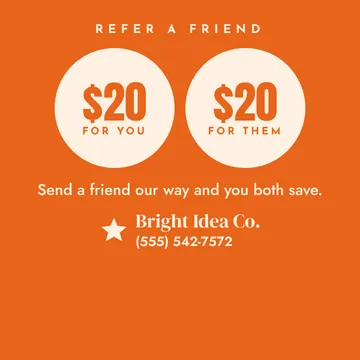 REFER A FRIEND
$20 $20
FOR YOU FOR THEM
Send a friend our way and you both save.
Bright Idea Co.
(555) 542-7572